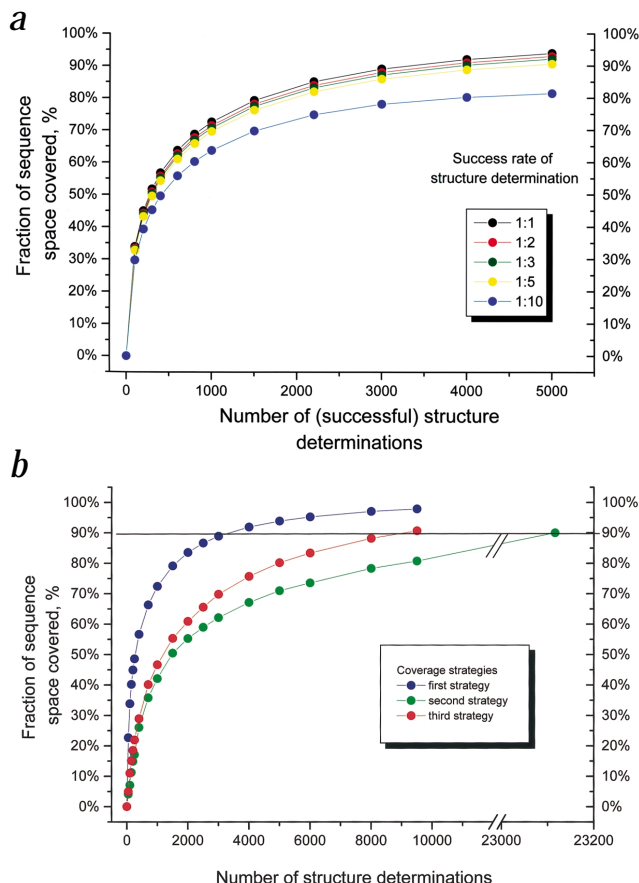 a
100%
90%
80%
70%
60%
50%
40%
30%
20%
10%
0%
Fraction of sequence
space covered, %
100%
90%
80%
70%
60%
50%
40%
30%
20%
10%
0%
Success rate of
structure determination
1:1
1:2
1:3
1:5
1:10
0 1000 2000 3000 4000 5000
Number of (successful) structure
determinations
b
100%
90%
80%
70%
60%
50%
40%
30%
20%
10%
0%
Fraction of sequence
space covered, %
100%
90%
80%
70%
60%
50%
40%
30%
20%
10%
0%
Coverage strategies
first strategy
second strategy
third strategy
0 2000 4000 6000 8000 10000 23000 23200
Number of structure determinations